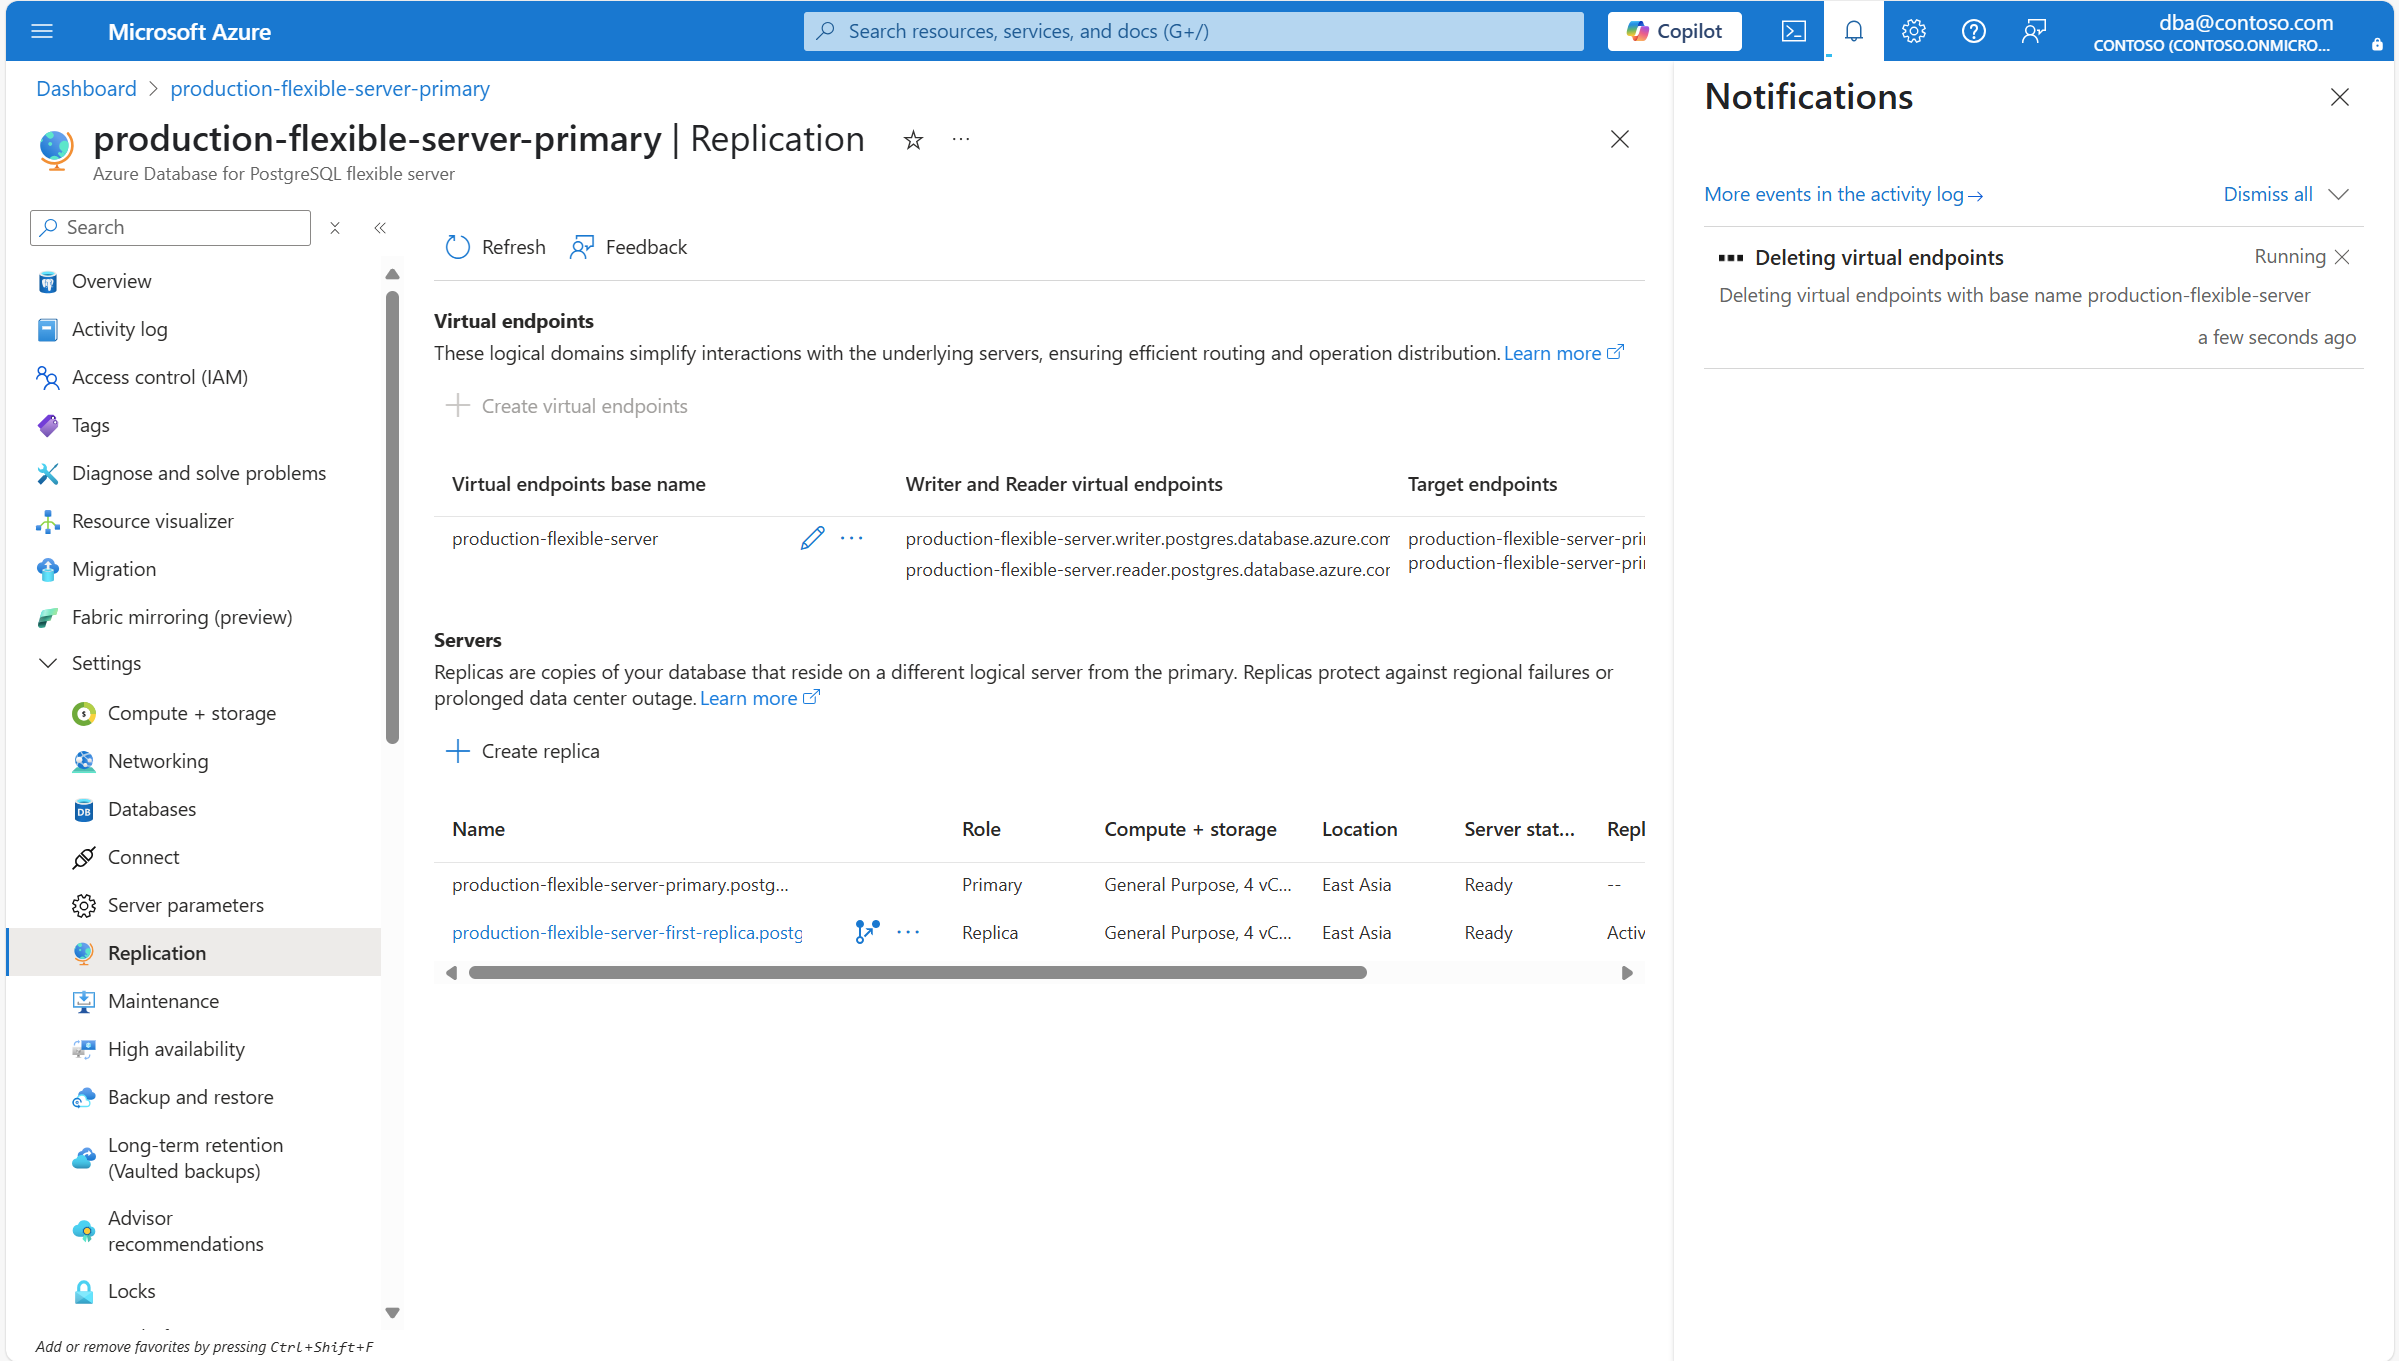 Microsoft Azure
Search resources, services, and docs (G+/)
Copilot
dba@contoso.com
CONTOSO (CONTOSO.ONMICRO...
Dashboard > production-flexible-server-primary
production-flexible-server-primary | Replication
Azure Database for PostgreSQL flexible server
Search
Overview
Activity log
Access control (IAM)
Tags
Diagnose and solve problems
Resource visualizer
Migration
Fabric mirroring (preview)
Settings
Compute + storage
Networking
Databases
Connect
Server parameters
Replication
Maintenance
High availability
Backup and restore
Long-term retention
(Vaulted backups)
Advisor
recommendations
Locks
Add or remove favorites by pressing Ctrl+Shift+F
Refresh
Feedback
Virtual endpoints
These logical domains simplify interactions with the underlying servers, ensuring efficient routing and operation distribution. Learn more
Create virtual endpoints
Virtual endpoints base name Writer and Reader virtual endpoints Target endpoints
production-flexible-server production-flexible-server.writer.postgres.database.azure.com production-flexible-server-pri
production-flexible-server.reader.postgres.database.azure.cor production-flexible-server-pri
Servers
Replicas are copies of your database that reside on a different logical server from the primary. Replicas protect against regional failures or
prolonged data center outage. Learn more
Create replica
Name Role Compute + storage Location Server stat... Repl
production-flexible-server-primary.postg... Primary General Purpose, 4 vC... East Asia Ready --
production-flexible-server-first-replica.postg Replica General Purpose, 4 vC... East Asia Ready Activ
Notifications
More events in the activity log→
Dismiss all
Deleting virtual endpoints Running
Deleting virtual endpoints with base name production-flexible-server
a few seconds ago